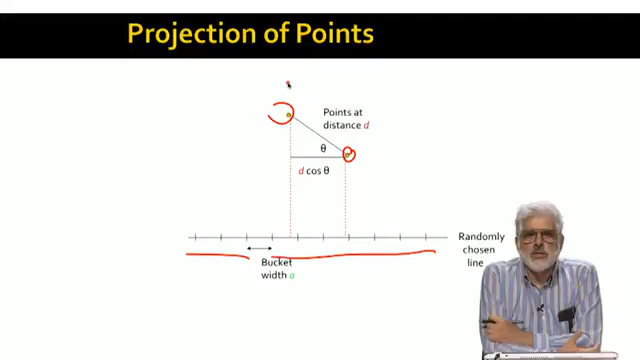 Projection of Points
Points at
distance d
θ
d cos θ
Randomly
chosen
line
Bucket
width a